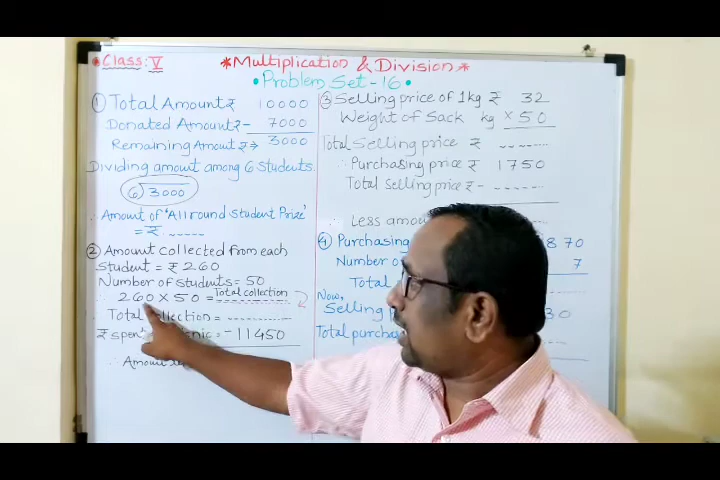 *Class:V
*Multiplication & Division*
•Problem Set-16•
① Total Amount ₹ 10000
Donated Amount ₹- 7000
Remaining Amount ₹→ 3000
Dividing amount among 6 Students
6)3000
∴ Amount of 'All round Student Prize'
= ₹ ......
② Amount collected from each
Student = ₹ 260
Number of students = 50
∴ 260 × 50 = Total collection
Total collection
₹ spent = -11450
∴ Amount
③ Selling price of 1kg ₹ 32
Weight of Sack kg × 50
Total Selling price ₹ ------
∴ Purchasing price ₹ 1750
Total Selling price ₹ - ------
∴ Less
④ Purchasing 870
Number of 7
Total
Now,
Selling 30
Total